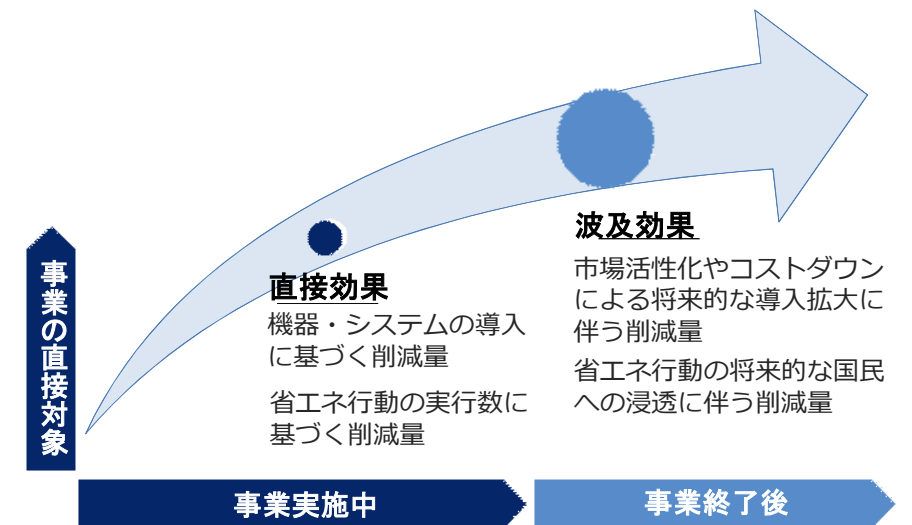 事業の直接対象
直接効果
機器・システムの導入
に基づく削減量
省エネ行動の実行数に
基づく削減量
波及効果
市場活性化やコストダウン
による将来的な導入拡大に
伴う削減量
省エネ行動の将来的な国民
への浸透に伴う削減量
事業実施中
事業終了後